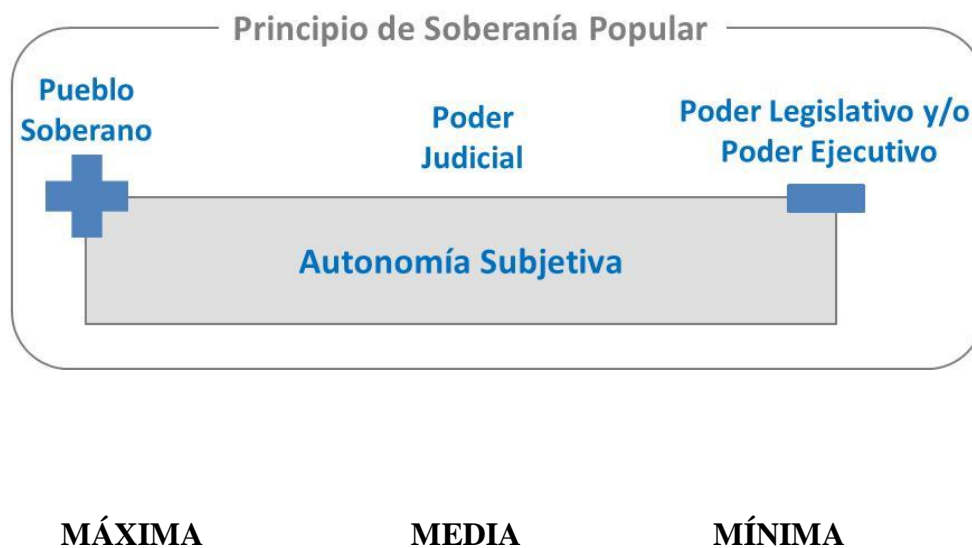 Principio de Soberanía Popular
Pueblo
Soberano
Poder
Judicial
Poder Legislativo y/o
Poder Ejecutivo
Autonomía Subjetiva
MÁXIMA MEDIA MÍNIMA